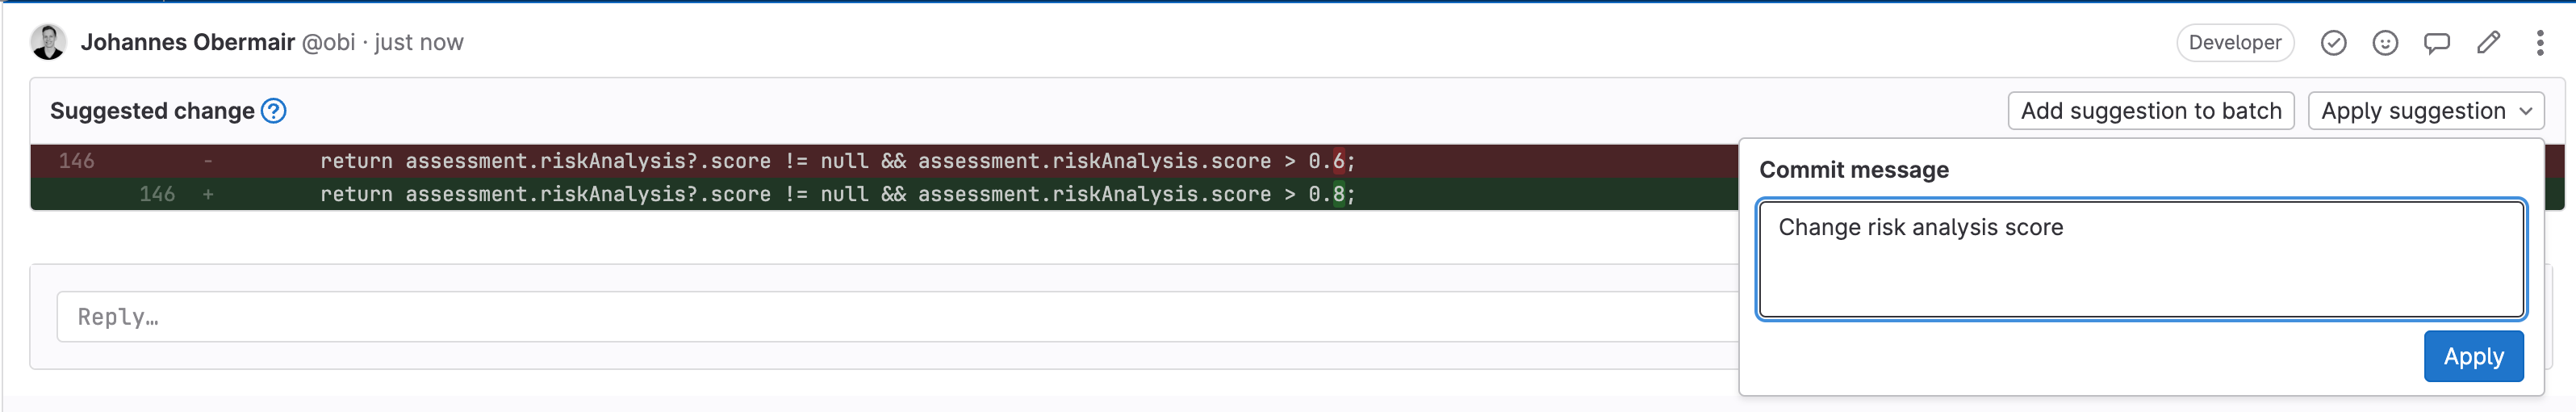 Johannes Obermair @obi · just now
Developer
Suggested change
Add suggestion to batch
Apply suggestion
146 - return assessment.riskAnalysis?.score != null && assessment.riskAnalysis.score > 0.6;
146 + return assessment.riskAnalysis?.score != null && assessment.riskAnalysis.score > 0.8;
Commit message
Change risk analysis score
Reply…
Apply